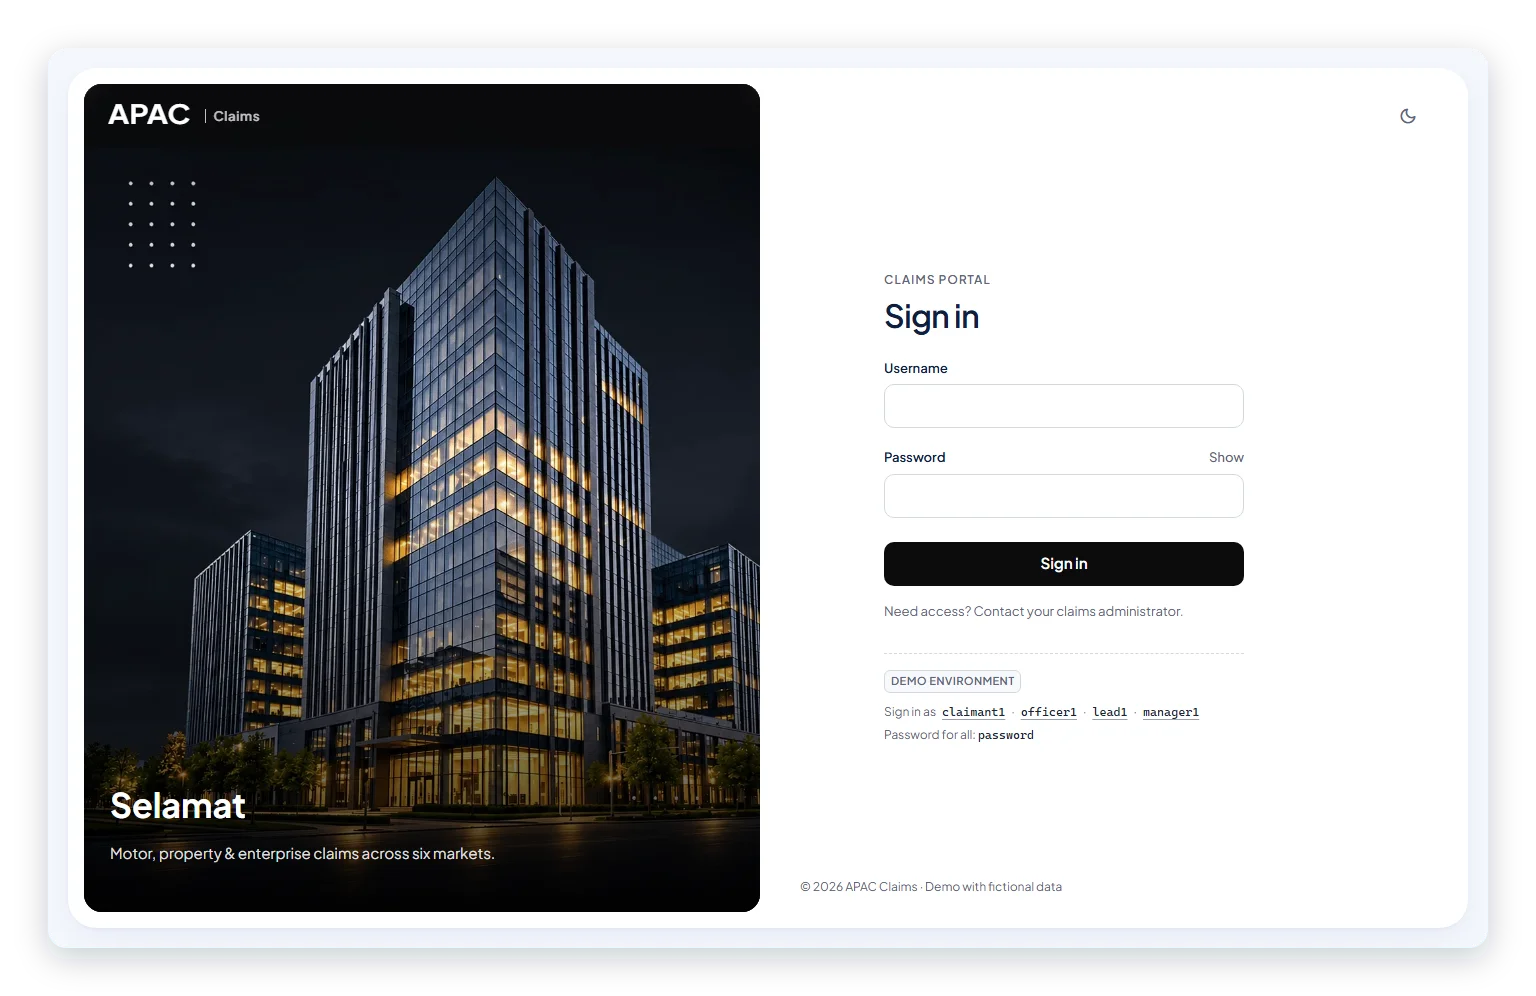 APAC | Claims
Selamat
Motor, property & enterprise claims across six markets.
CLAIMS PORTAL
Sign in
Username
Password Show
Sign in
Need access? Contact your claims administrator.
DEMO ENVIRONMENT
Sign in as claimant1 · officer1 · lead1 · manager1
Password for all: password
© 2026 APAC Claims · Demo with fictional data